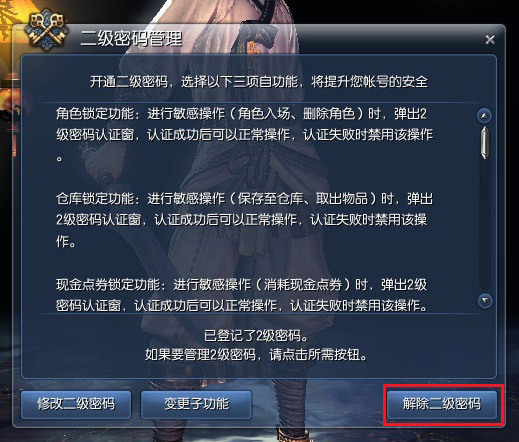 二级密码管理
开通二级密码，选择以下三项自功能，将提升您帐号的安全
角色锁定功能：进行敏感操作（角色入场、删除角色）时，弹出2
级密码认证窗，认证成功后可以正常操作，认证失败时禁用该操作
。
仓库锁定功能：进行敏感操作（保存至仓库、取出物品）时，弹出
2级密码认证窗，认证成功后可以正常操作，认证失败时禁用该操
作。
现金点券锁定功能：进行敏感操作（消耗现金点券）时，弹出2级
密码认证窗，认证成功后可以正常操作，认证失败时禁用该操作。
已登记了2级密码。
如果要管理2级密码，请点击所需按钮。
修改二级密码 变更子功能 解除二级密码